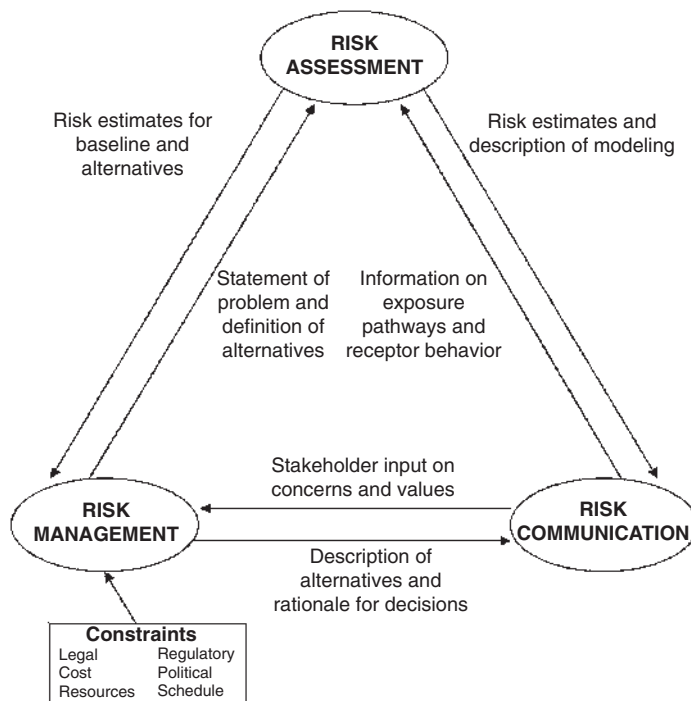 RISK
ASSESSMENT
Risk estimates for
baseline and
alternatives
Risk estimates and
description of modeling
Statement of
problem and
definition of
alternatives
Information on
exposure
pathways and
receptor behavior
Stakeholder input on
concerns and values
RISK
MANAGEMENT
RISK
COMMUNICATION
Description of
alternatives and
rationale for decisions
Constraints
Legal Regulatory
Cost Political
Resources Schedule